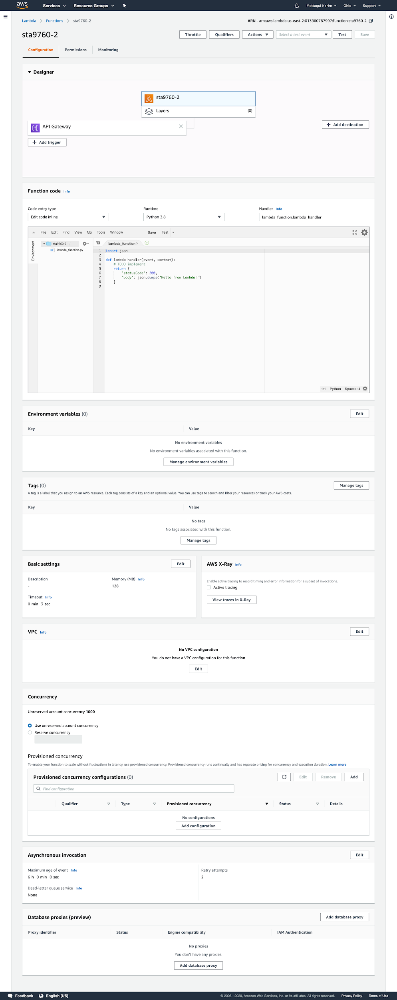 aws Services Resource Groups Mottaqui Karim Ohio Support
Lambda Functions sta9760-2 ARN - arn:aws:lambda:us-east-2:013960787997:function:sta9760-2
sta9760-2 Throttle Qualifiers Actions Select a test event Test Save
Configuration Permissions Monitoring
Designer
sta9760-2
Layers (0)
API Gateway
+ Add destination
+ Add trigger
Function code Info
Code entry type Runtime Handler Info
Edit code inline Python 3.8 lambda_function.lambda_handler
File Edit Find View Go Tools Window Save Test
Environment
sta9760-2 - /
lambda_function.py
lambda_function ×
1 import json
2
3 def lambda_handler(event, context):
4 # TODO implement
5 return {
6 'statusCode': 200,
7 'body': json.dumps('Hello from Lambda!')
8 }
9
1:1 Python Spaces: 4
Environment variables (0) Edit
Key Value
No environment variables
No environment variables associated with this function.
Manage environment variables
Tags (0) Manage tags
A tag is a label that you assign to an AWS resource. Each tag consists of a key and an optional value. You can use tags to search and filter your resources or track your AWS costs.
Key Value
No tags
No tags associated with this function.
Manage tags
Basic settings Edit
Description Memory (MB) Info
- 128
Timeout Info
0 min 3 sec
AWS X-Ray Info
Enable active tracing to record timing and error information for a subset of invocations.
Active tracing
View traces in X-Ray
VPC Info Edit
No VPC configuration
You do not have a VPC configuration for this function
Edit
Concurrency
Unreserved account concurrency 1000
Use unreserved account concurrency
Reserve concurrency
Provisioned concurrency
To enable your function to scale without fluctuations in latency, use provisioned concurrency. Provisioned concurrency runs continually and has separate pricing for concurrency and execution duration. Learn more
Provisioned concurrency configurations (0) Edit Remove Add
Find configuration
Qualifier Type Provisioned concurrency Status Details
No configurations
Add configuration
Asynchronous invocation Edit
Maximum age of event Info Retry attempts
6 h 0 min 0 sec 2
Dead-letter queue service Info
None
Database proxies (preview) Add database proxy
Proxy identifier Status Engine compatibility IAM Authentication
No proxies
You don't have any proxies.
Add database proxy
Feedback English (US) © 2008 - 2020, Amazon Web Services, Inc. or its affiliates. All rights reserved. Privacy Policy Terms of Use